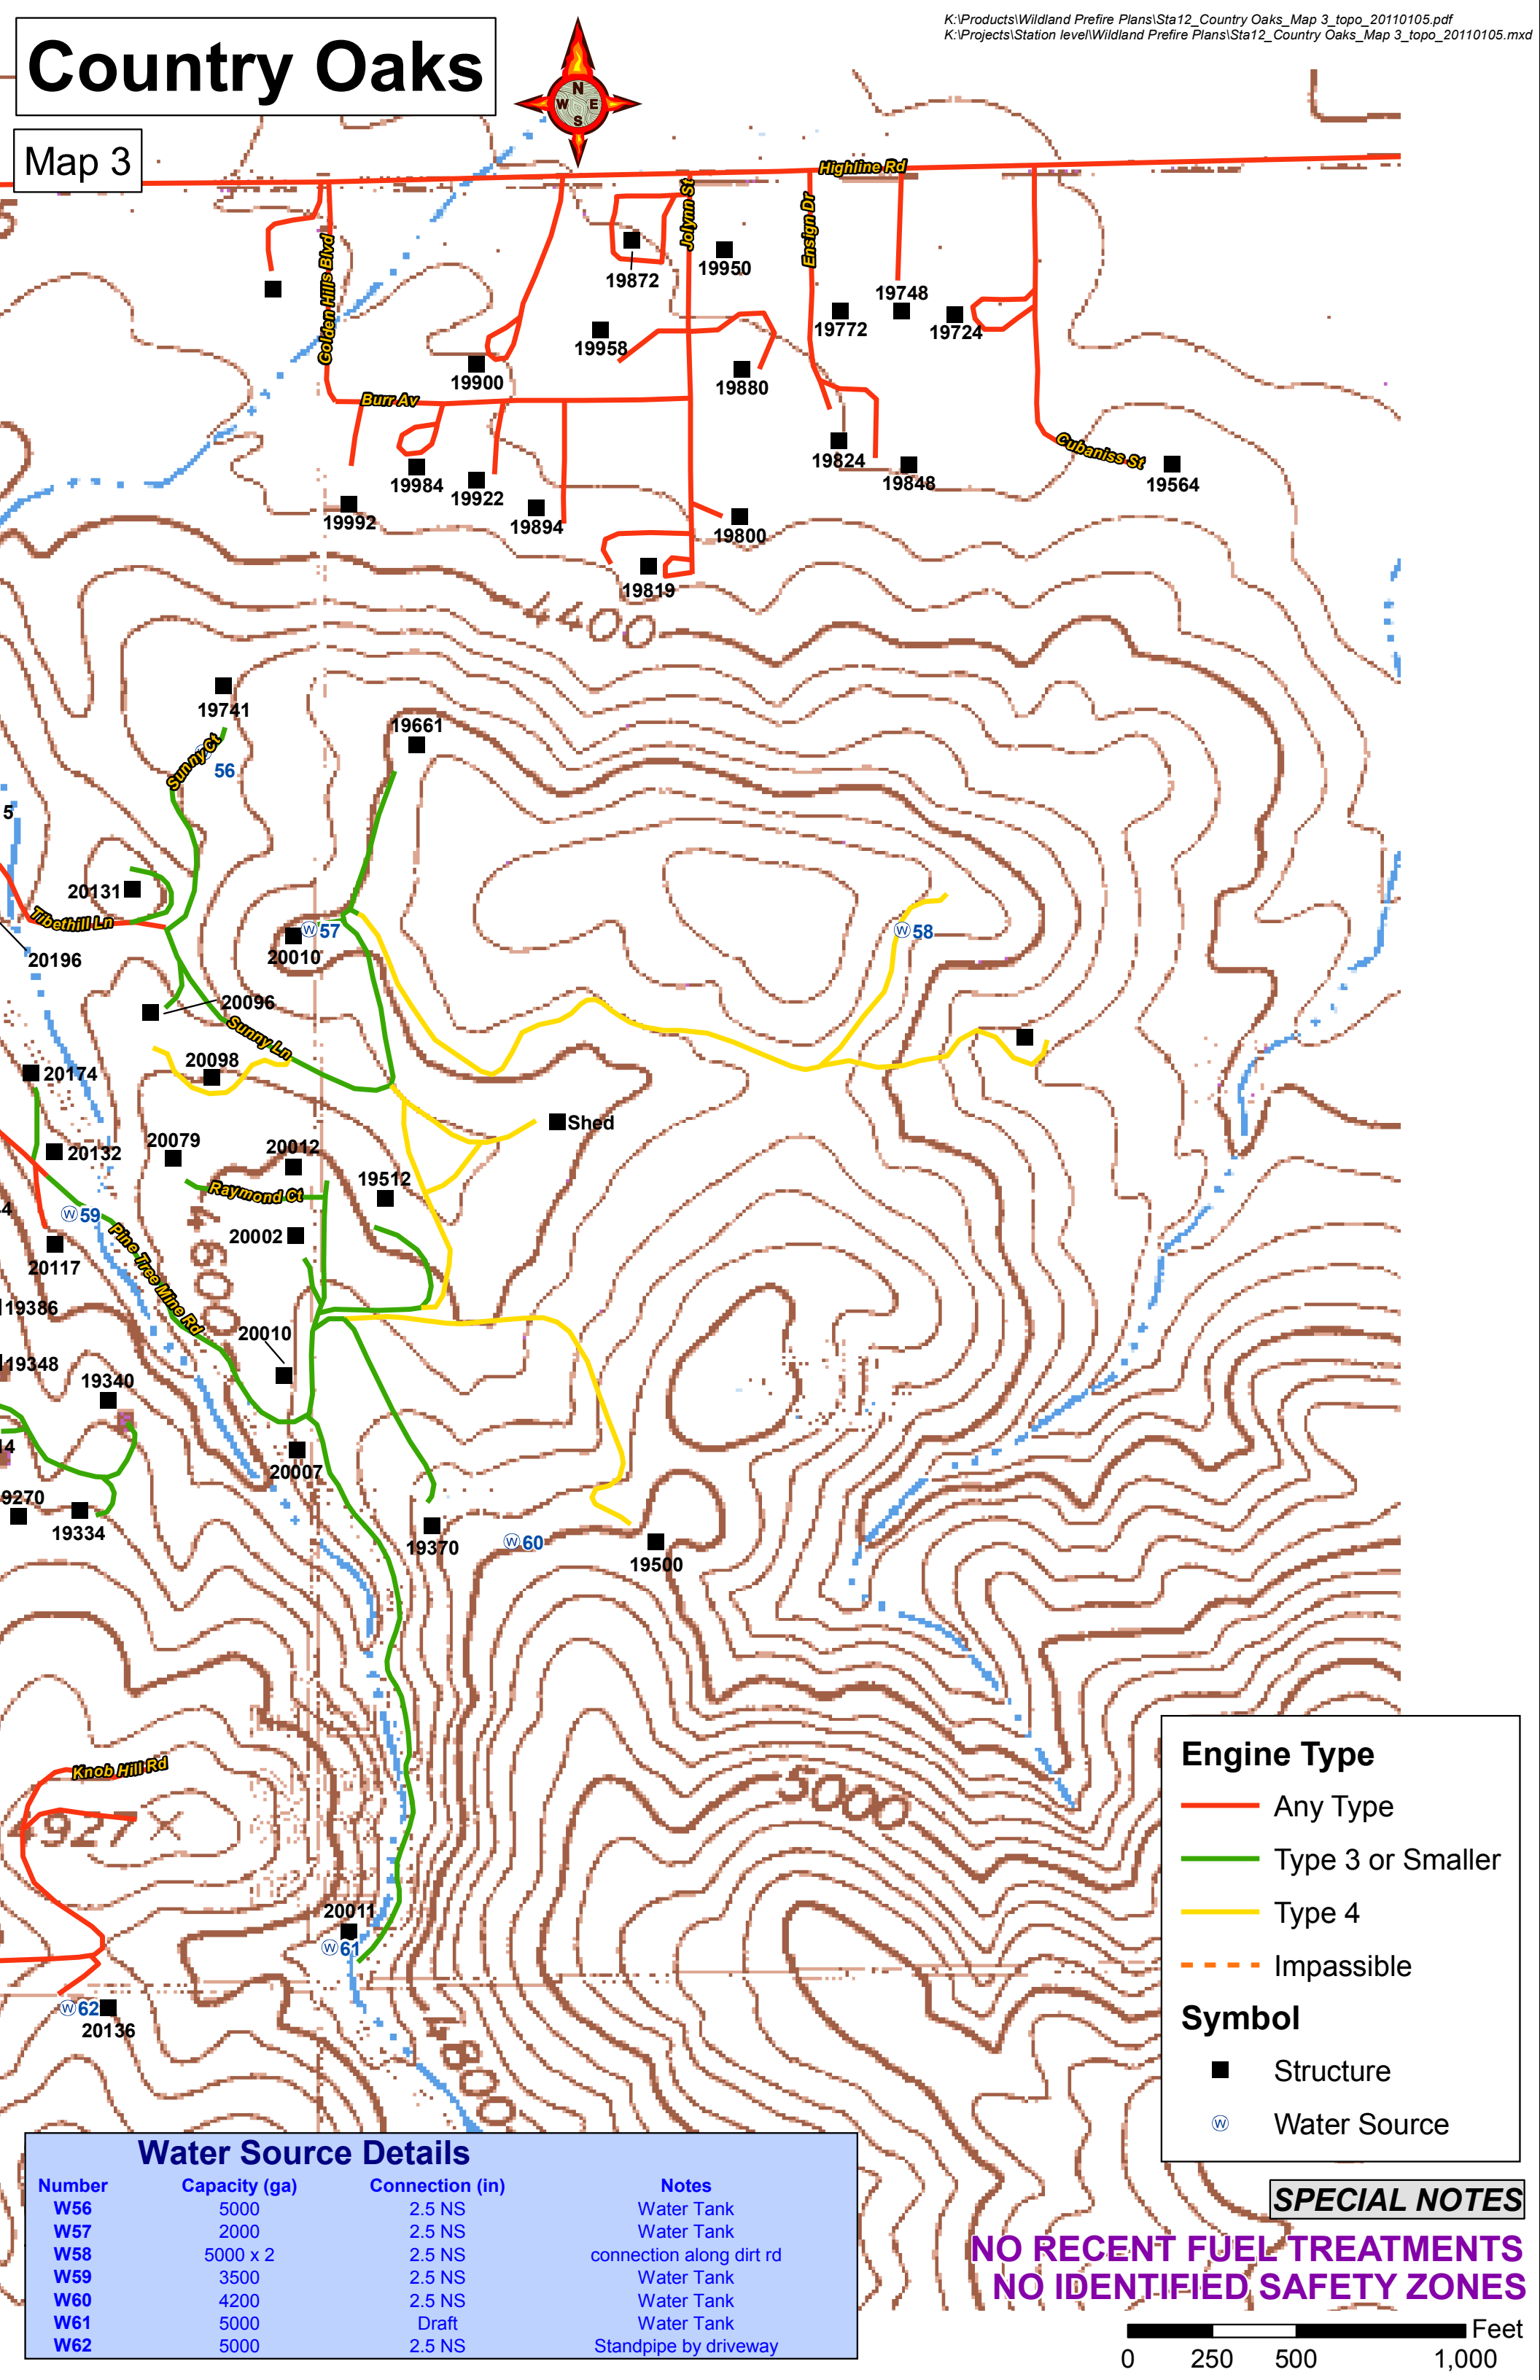 K:\Products\Wildland Prefire Plans\Sta12_Country Oaks_Map 3_topo_20110105.pdf
K:\Projects\Station level\Wildland Prefire Plans\Sta12_Country Oaks_Map 3_topo_20110105.mxd
Country Oaks
N
W E
S
Map 3
Highline Rd
Golden Hills Blvd
Jolynn St
Ensign Dr
19872
19950
19748
19772
19724
19958
19900
19880
Burr Av
Cubaniss St
19824
19848
19564
19984
19922
19992
19894
19800
19819
4400
19741
19661
Sunny Ct
56
5
20131
Tibethill Ln
W 57
W 58
20010
20196
20096
Sunny Ln
20098
20174
Shed
20079
20132
20012
19512
Raymond Ct
W 59
4
20002
Pine Tree Mine Rd
4600
20117
19386
20010
19348
19340
14
20007
9270
19334
19370
W 60
19500
Knob Hill Rd
4927
5000
20011
W 61
W 62
20136
4800
Engine Type
Any Type
Type 3 or Smaller
Type 4
Impassible
Symbol
Structure
W Water Source
Water Source Details
Number Capacity (ga) Connection (in) Notes
W56 5000 2.5 NS Water Tank
W57 2000 2.5 NS Water Tank
W58 5000 x 2 2.5 NS connection along dirt rd
W59 3500 2.5 NS Water Tank
W60 4200 2.5 NS Water Tank
W61 5000 Draft Water Tank
W62 5000 2.5 NS Standpipe by driveway
SPECIAL NOTES
NO RECENT FUEL TREATMENTS
NO IDENTIFIED SAFETY ZONES
Feet
0 250 500 1,000